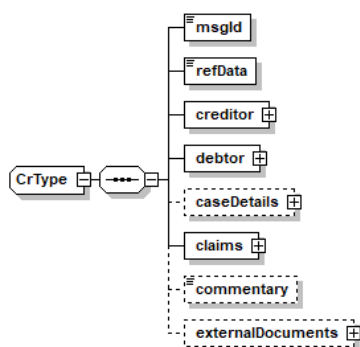 msgId
refData
creditor
debtor
CrType
caseDetails
claims
commentary
externalDocuments